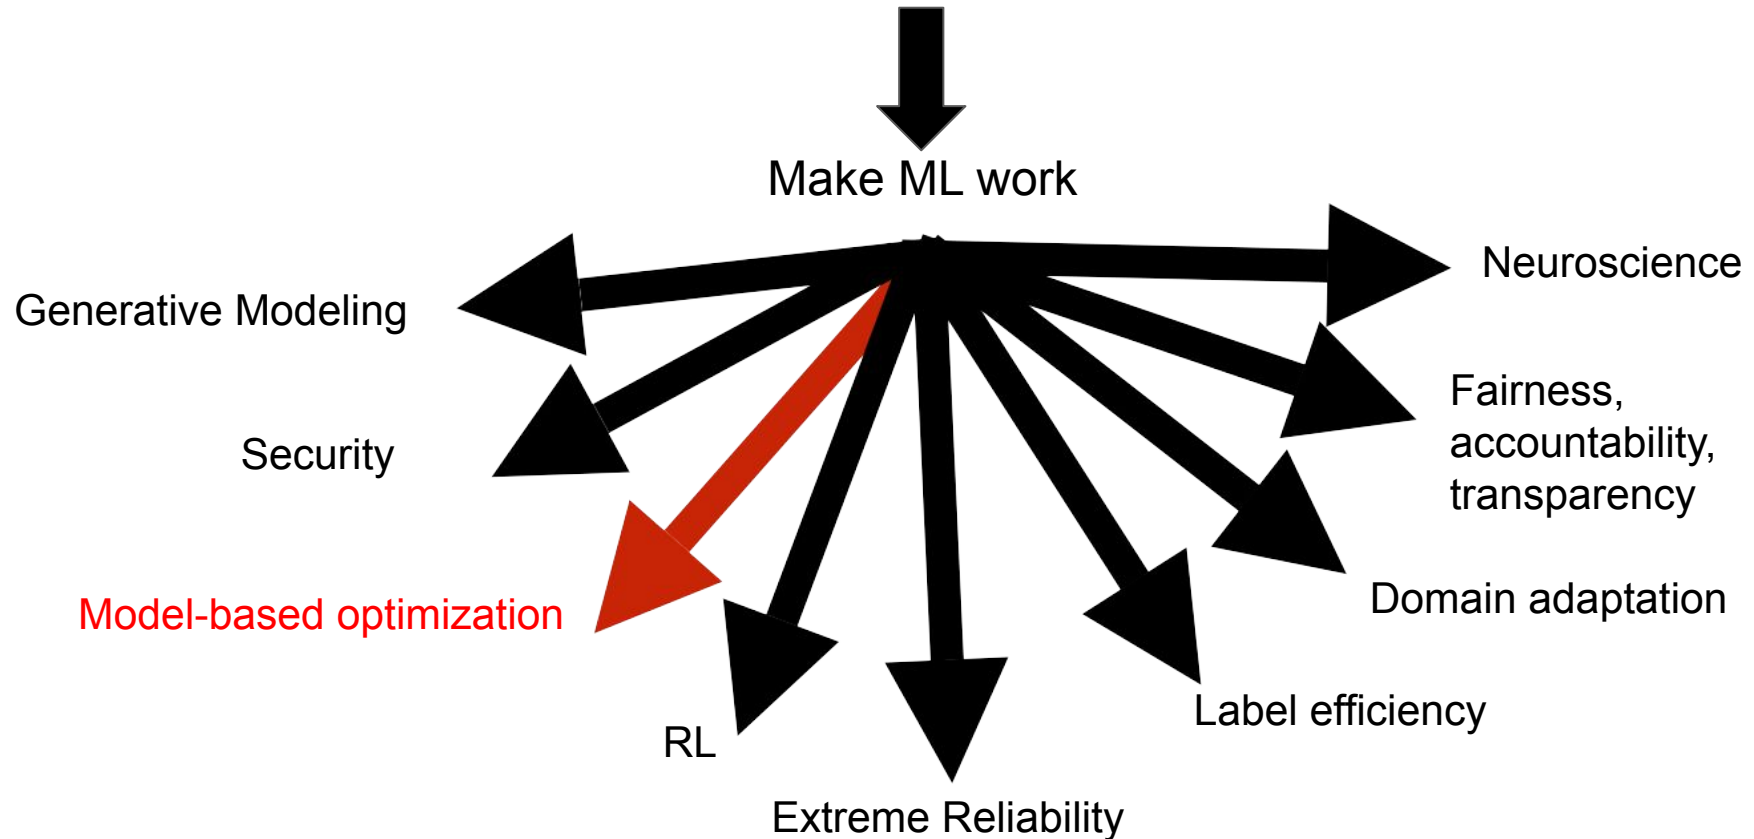 Make ML work
Neuroscience
Generative Modeling
Fairness,
accountability,
transparency
Security
Domain adaptation
Model-based optimization
Label efficiency
RL
Extreme Reliability